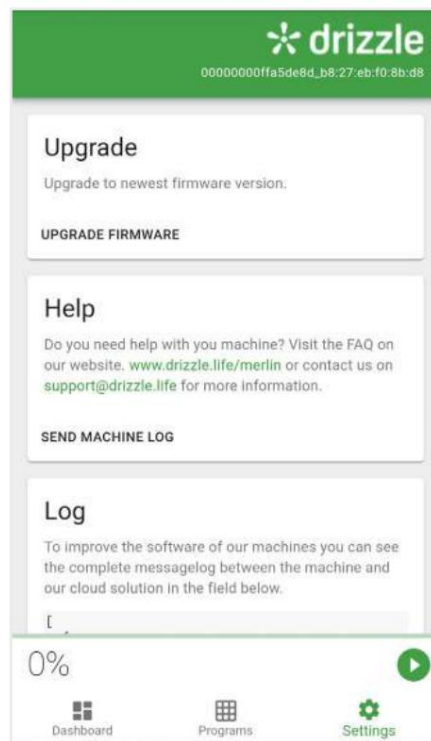 drizzle
00000000ffa5de8d_b8:27:eb:f0:8b:d8
Upgrade
Upgrade to newest firmware version.
UPGRADE FIRMWARE
Help
Do you need help with you machine? Visit the FAQ on
our website. www.drizzle.life/merlin or contact us on
support@drizzle.life for more information.
SEND MACHINE LOG
Log
To improve the software of our machines you can see
the complete messagelog between the machine and
our cloud solution in the field below.
[
0%
Dashboard
Programs
Settings